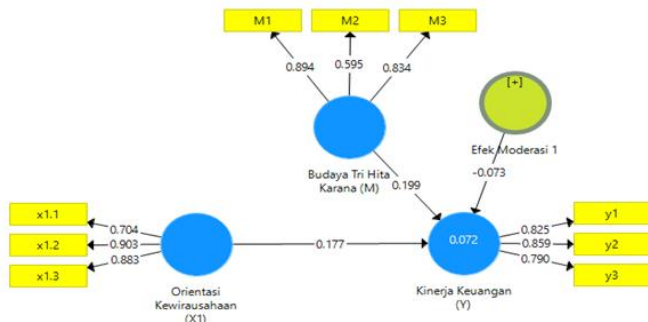 M1
M2
M3
0.894
0.595
0.834
[+]
Efek Moderasi 1
Budaya Tri Hita
Karana (M)
0.199
-0.073
x1.1
x1.2
x1.3
0.704
0.903
0.883
0.177
0.072
0.825
0.859
0.790
y1
y2
y3
Orientasi
Kewirausahaan
(X1)
Kinerja Keuangan
(Y)